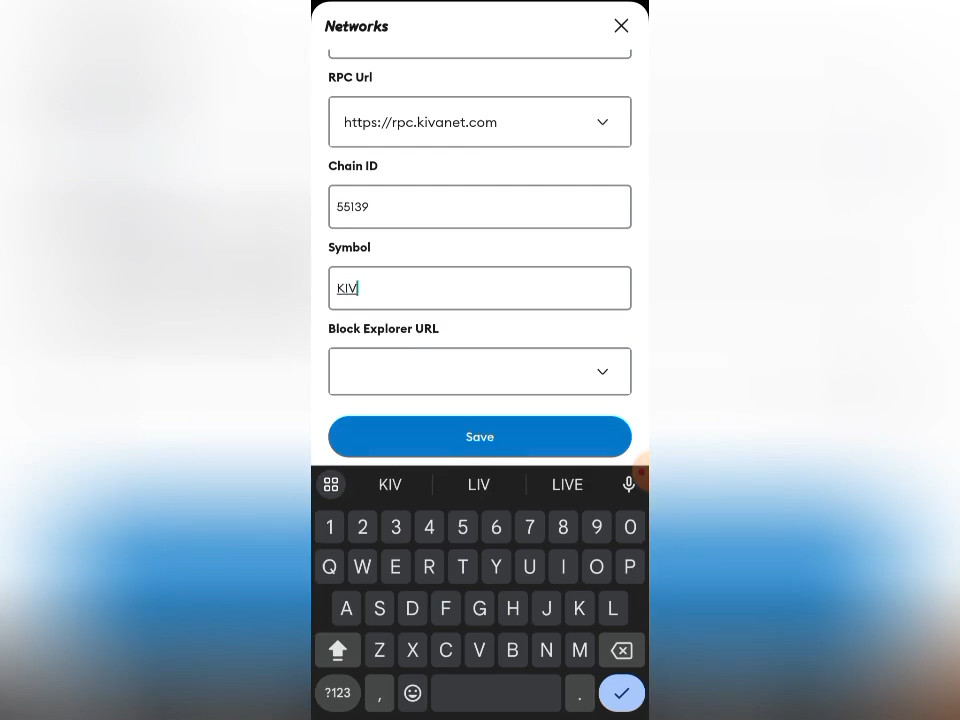 Networks
RPC Url
https://rpc.kivanet.com
Chain ID
55139
Symbol
KIV
Block Explorer URL
Save
KIV LIV LIVE
1 2 3 4 5 6 7 8 9 0
Q W E R T Y U I O P
A S D F G H J K L
Z X C V B N M
?123 , .